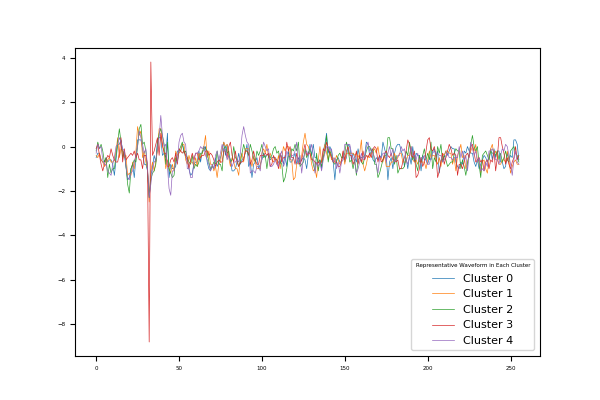 4
2
0
−2
−4
−6
−8
0
50
100
150
200
250
Representative Waveform in Each Cluster
Cluster 0
Cluster 1
Cluster 2
Cluster 3
Cluster 4